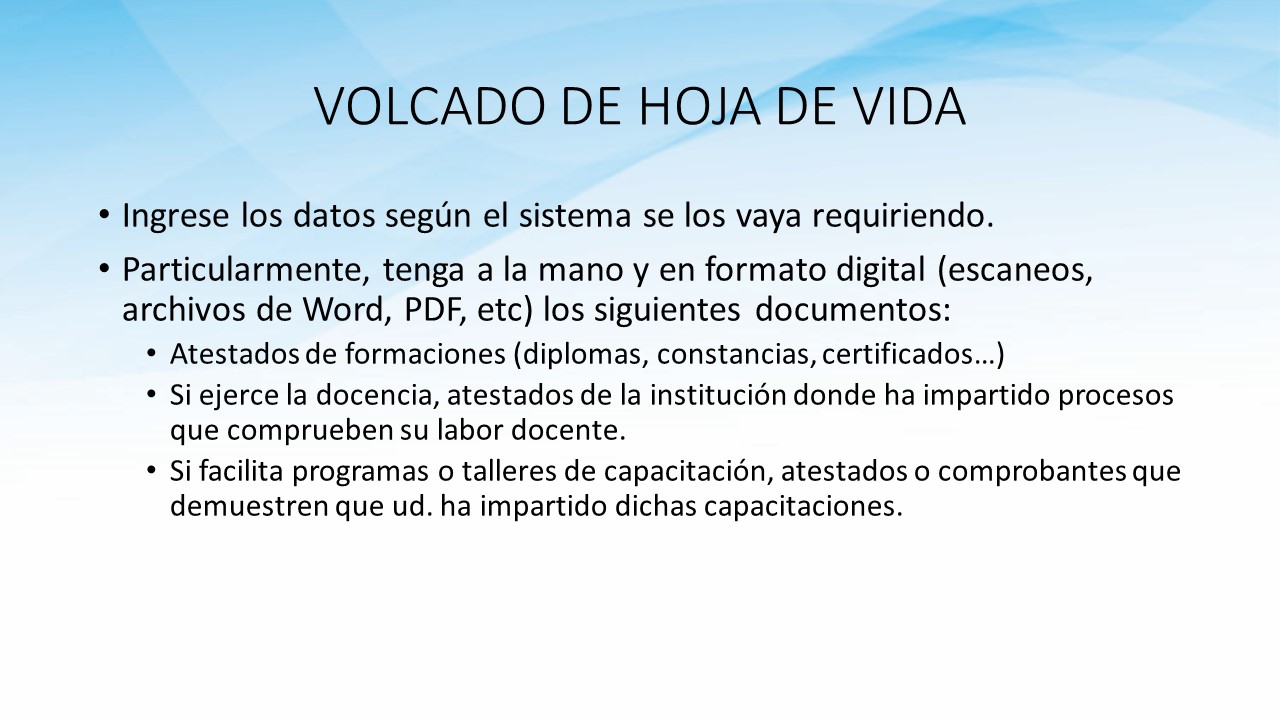 VOLCADO DE HOJA DE VIDA
• Ingrese los datos según el sistema se los vaya requiriendo.
• Particularmente, tenga a la mano y en formato digital (escaneos,
archivos de Word, PDF, etc) los siguientes documentos:
• Atestados de formaciones (diplomas, constancias, certificados…)
• Si ejerce la docencia, atestados de la institución donde ha impartido procesos
que comprueben su labor docente.
• Si facilita programas o talleres de capacitación, atestados o comprobantes que
demuestren que ud. ha impartido dichas capacitaciones.